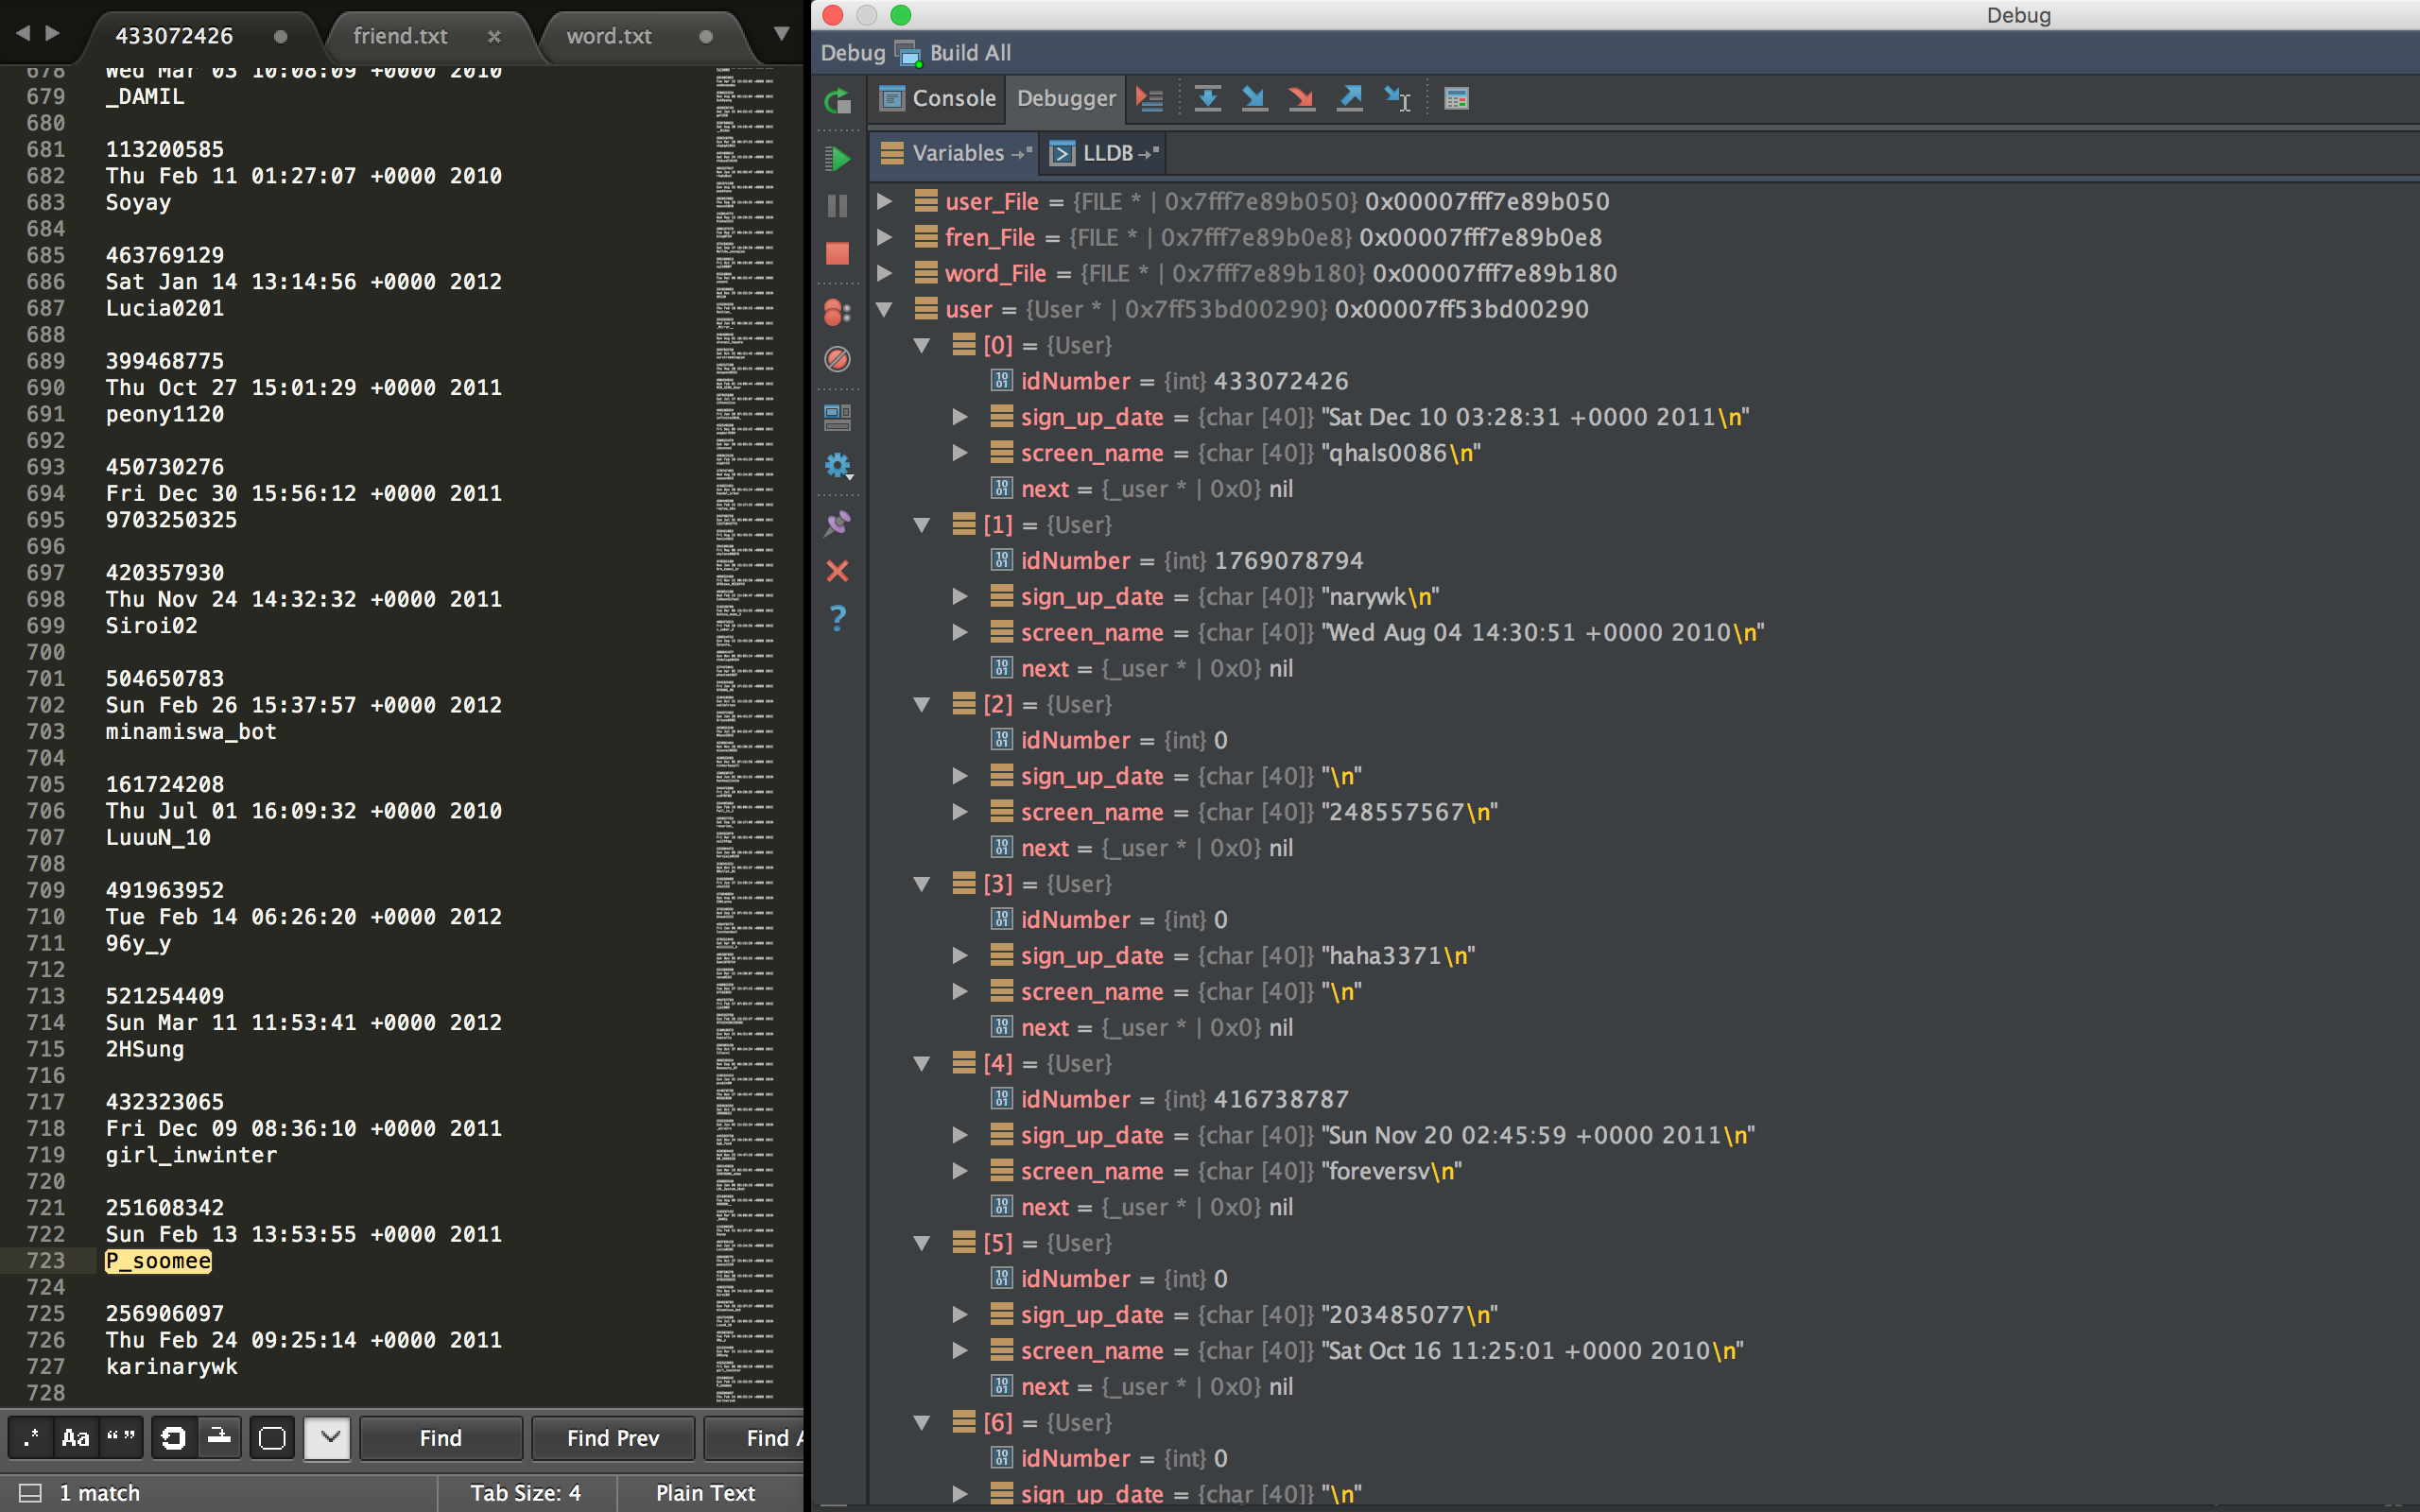 433072426
friend.txt
word.txt
678 Wed Mar 03 10:08:09 +0000 2010
679 _DAMIL
680
681 113200585
682 Thu Feb 11 01:27:07 +0000 2010
683 Soyay
684
685 463769129
686 Sat Jan 14 13:14:56 +0000 2012
687 Lucia0201
688
689 399468775
690 Thu Oct 27 15:01:29 +0000 2011
691 peony1120
692
693 450730276
694 Fri Dec 30 15:56:12 +0000 2011
695 9703250325
696
697 420357930
698 Thu Nov 24 14:32:32 +0000 2011
699 Siroi02
700
701 504650783
702 Sun Feb 26 15:37:57 +0000 2012
703 minamiswa_bot
704
705 161724208
706 Thu Jul 01 16:09:32 +0000 2010
707 LuuuN_10
708
709 491963952
710 Tue Feb 14 06:26:20 +0000 2012
711 96y_y
712
713 521254409
714 Sun Mar 11 11:53:41 +0000 2012
715 2HSung
716
717 432323065
718 Fri Dec 09 08:36:10 +0000 2011
719 girl_inwinter
720
721 251608342
722 Sun Feb 13 13:53:55 +0000 2011
723 P_soomee
724
725 256906097
726 Thu Feb 24 09:25:14 +0000 2011
727 karinarywk
728
.* Aa “ ” Find Find Prev Find A
1 match Tab Size: 4 Plain Text
Debug
Debug Build All
Console Debugger
Variables LLDB
user_File = {FILE * | 0x7fff7e89b050} 0x00007fff7e89b050
fren_File = {FILE * | 0x7fff7e89b0e8} 0x00007fff7e89b0e8
word_File = {FILE * | 0x7fff7e89b180} 0x00007fff7e89b180
user = {User * | 0x7ff53bd00290} 0x00007ff53bd00290
[0] = {User}
idNumber = {int} 433072426
sign_up_date = {char [40]} "Sat Dec 10 03:28:31 +0000 2011\n"
screen_name = {char [40]} "qhals0086\n"
next = {_user * | 0x0} nil
[1] = {User}
idNumber = {int} 1769078794
sign_up_date = {char [40]} "narywk\n"
screen_name = {char [40]} "Wed Aug 04 14:30:51 +0000 2010\n"
next = {_user * | 0x0} nil
[2] = {User}
idNumber = {int} 0
sign_up_date = {char [40]} "\n"
screen_name = {char [40]} "248557567\n"
next = {_user * | 0x0} nil
[3] = {User}
idNumber = {int} 0
sign_up_date = {char [40]} "haha3371\n"
screen_name = {char [40]} "\n"
next = {_user * | 0x0} nil
[4] = {User}
idNumber = {int} 416738787
sign_up_date = {char [40]} "Sun Nov 20 02:45:59 +0000 2011\n"
screen_name = {char [40]} "foreversv\n"
next = {_user * | 0x0} nil
[5] = {User}
idNumber = {int} 0
sign_up_date = {char [40]} "203485077\n"
screen_name = {char [40]} "Sat Oct 16 11:25:01 +0000 2010\n"
next = {_user * | 0x0} nil
[6] = {User}
idNumber = {int} 0
sign_up_date = {char [40]} "\n"